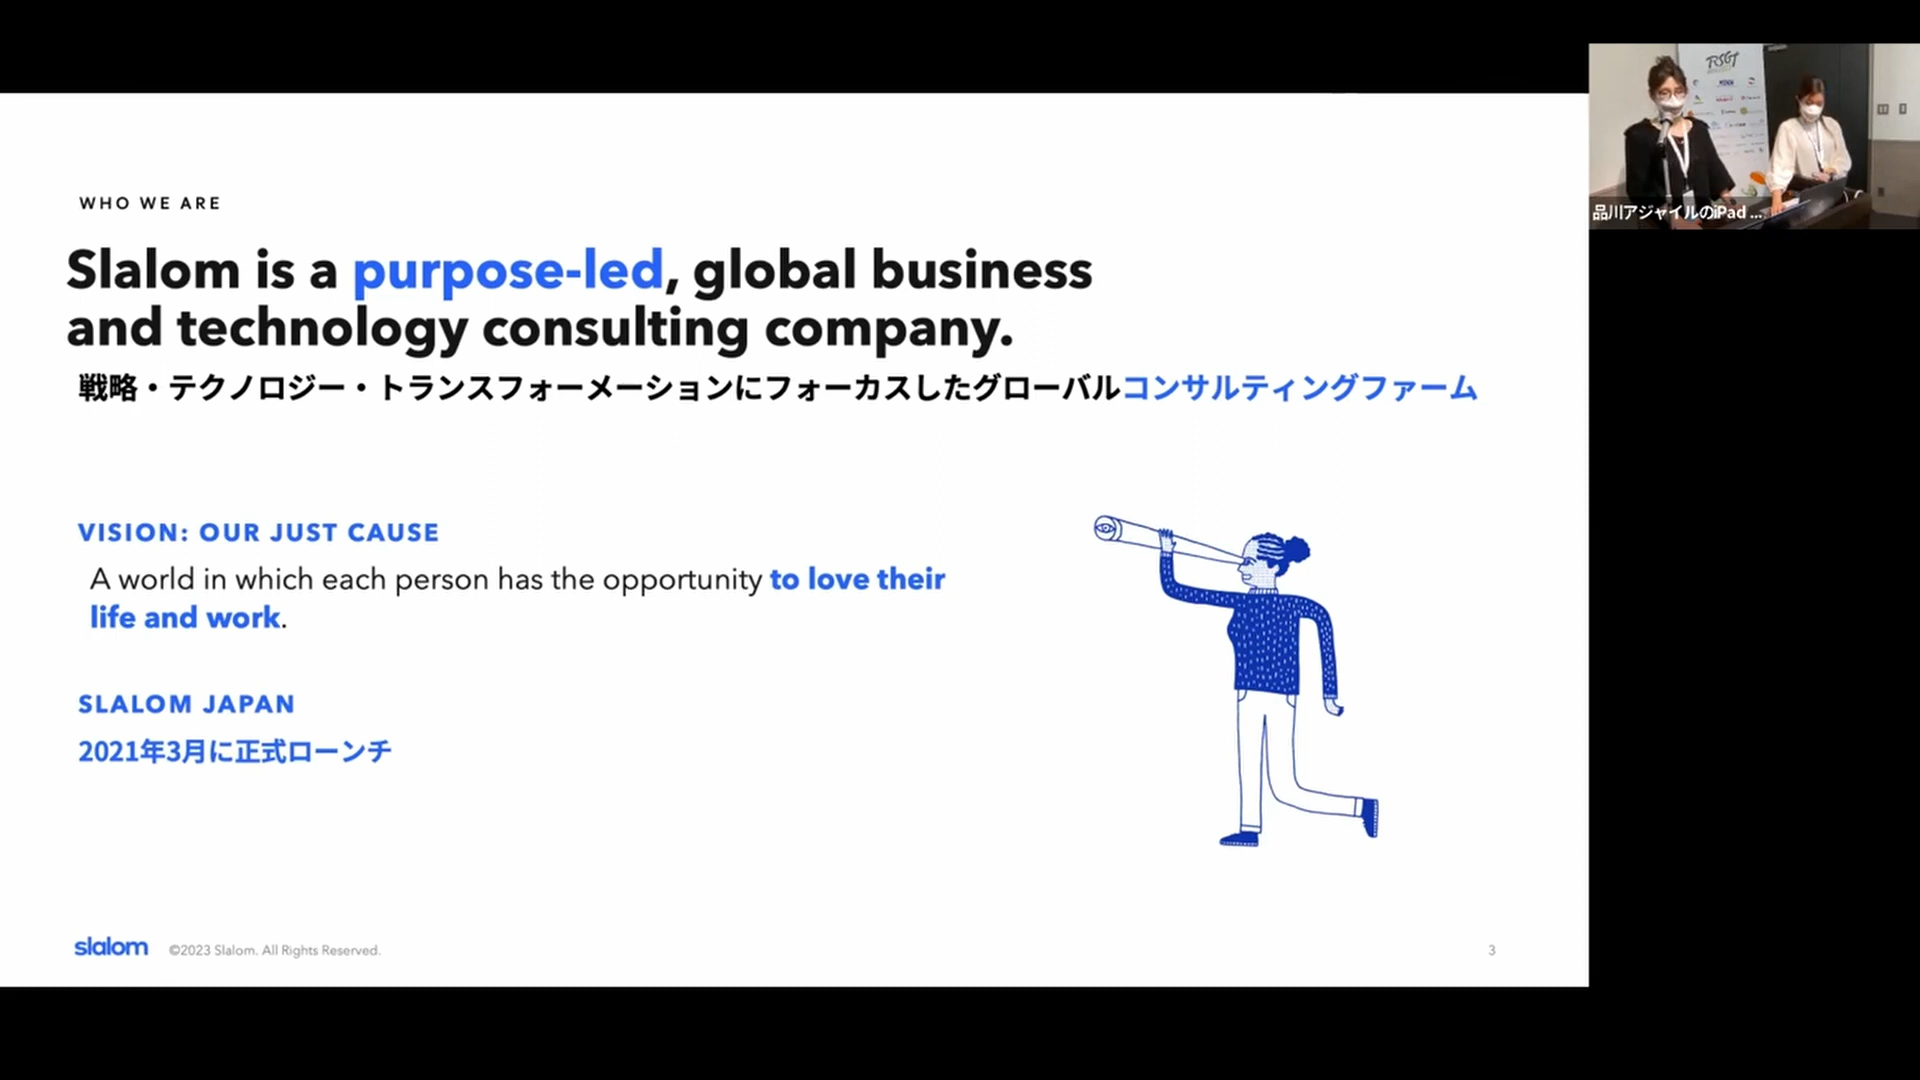 WHO WE ARE
Slalom is a purpose-led, global business
and technology consulting company.
戦略・テクノロジー・トランスフォーメーションにフォーカスしたグローバルコンサルティングファーム
VISION: OUR JUST CAUSE
A world in which each person has the opportunity to love their
life and work.
SLALOM JAPAN
2021年3月に正式ローンチ
slalom
©2023 Slalom. All Rights Reserved.
3
RSGT
品川アジャイルのiPad ...